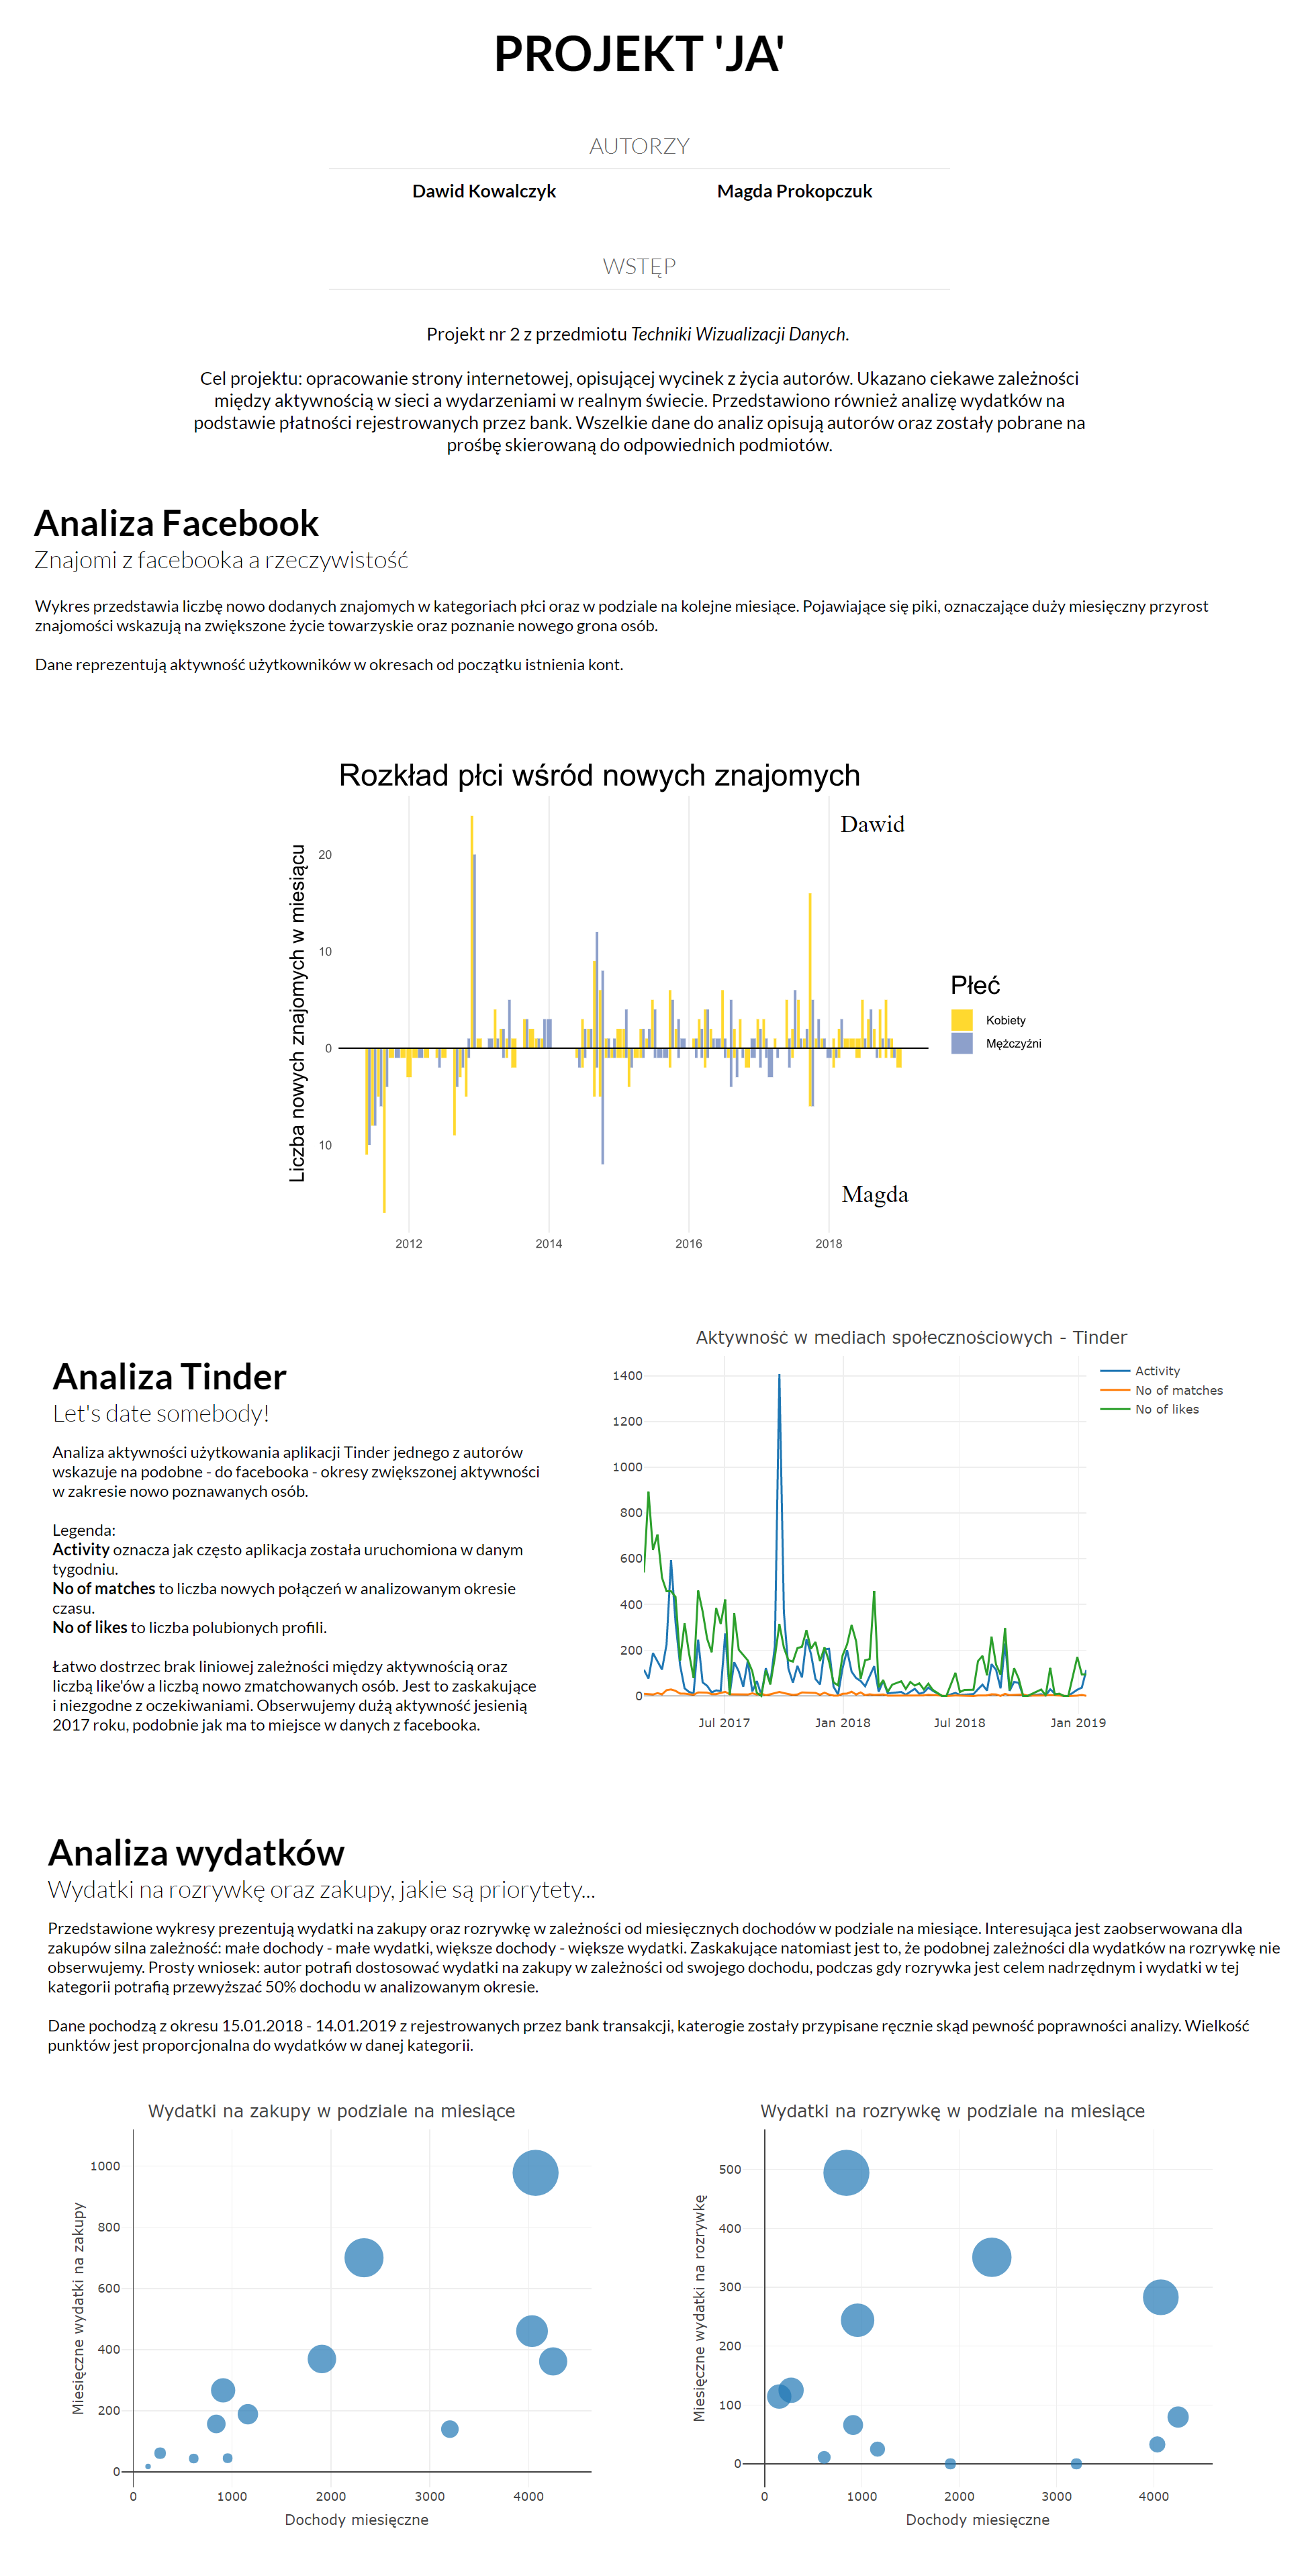 PROJEKT 'JA'
AUTORZY
Dawid Kowalczyk
Magda Prokopczuk
WSTĘP
Projekt nr 2 z przedmiotu Techniki Wizualizacji Danych.
Cel projektu: opracowanie strony internetowej, opisującej wycinek z życia autorów. Ukazano ciekawe zależności
między aktywnością w sieci a wydarzeniami w realnym świecie. Przedstawiono również analizę wydatków na
podstawie płatności rejestrowanych przez bank. Wszelkie dane do analiz opisują autorów oraz zostały pobrane na
prośbę skierowaną do odpowiednich podmiotów.
Analiza Facebook
Znajomi z facebooka a rzeczywistość
Wykres przedstawia liczbę nowo dodanych znajomych w kategoriach płci oraz w podziale na kolejne miesiące. Pojawiające się piki, oznaczające duży miesięczny przyrost
znajomości wskazują na zwiększone życie towarzyskie oraz poznanie nowego grona osób.
Dane reprezentują aktywność użytkowników w okresach od początku istnienia kont.
Rozkład płci wśród nowych znajomych
Liczba nowych znajomych w miesiącu
20
10
0
10
Dawid
Magda
2012
2014
2016
2018
Płeć
Kobiety
Mężczyźni
Analiza Tinder
Let's date somebody!
Analiza aktywności użytkowania aplikacji Tinder jednego z autorów
wskazuje na podobne - do facebooka - okresy zwiększonej aktywności
w zakresie nowo poznawanych osób.
Legenda:
Activity oznacza jak często aplikacja została uruchomiona w danym
tygodniu.
No of matches to liczba nowych połączeń w analizowanym okresie
czasu.
No of likes to liczba polubionych profili.
Łatwo dostrzec brak liniowej zależności między aktywnością oraz
liczbą like'ów a liczbą nowo zmatchowanych osób. Jest to zaskakujące
i niezgodne z oczekiwaniami. Obserwujemy dużą aktywność jesienią
2017 roku, podobnie jak ma to miejsce w danych z facebooka.
Aktywność w mediach społecznościowych - Tinder
1400
1200
1000
800
600
400
200
0
Jul 2017
Jan 2018
Jul 2018
Jan 2019
Activity
No of matches
No of likes
Analiza wydatków
Wydatki na rozrywkę oraz zakupy, jakie są priorytety...
Przedstawione wykresy prezentują wydatki na zakupy oraz rozrywkę w zależności od miesięcznych dochodów w podziale na miesiące. Interesująca jest zaobserwowana dla
zakupów silna zależność: małe dochody - małe wydatki, większe dochody - większe wydatki. Zaskakujące natomiast jest to, że podobnej zależności dla wydatków na rozrywkę nie
obserwujemy. Prosty wniosek: autor potrafi dostosować wydatki na zakupy w zależności od swojego dochodu, podczas gdy rozrywka jest celem nadrzędnym i wydatki w tej
kategorii potrafią przewyższać 50% dochodu w analizowanym okresie.
Dane pochodzą z okresu 15.01.2018 - 14.01.2019 z rejestrowanych przez bank transakcji, katerogie zostały przypisane ręcznie skąd pewność poprawności analizy. Wielkość
punktów jest proporcjonalna do wydatków w danej kategorii.
Wydatki na zakupy w podziale na miesiące
Miesięczne wydatki na zakupy
1000
800
600
400
200
0
0
1000
2000
3000
4000
Dochody miesięczne
Wydatki na rozrywkę w podziale na miesiące
Miesięczne wydatki na rozrywkę
500
400
300
200
100
0
0
1000
2000
3000
4000
Dochody miesięczne